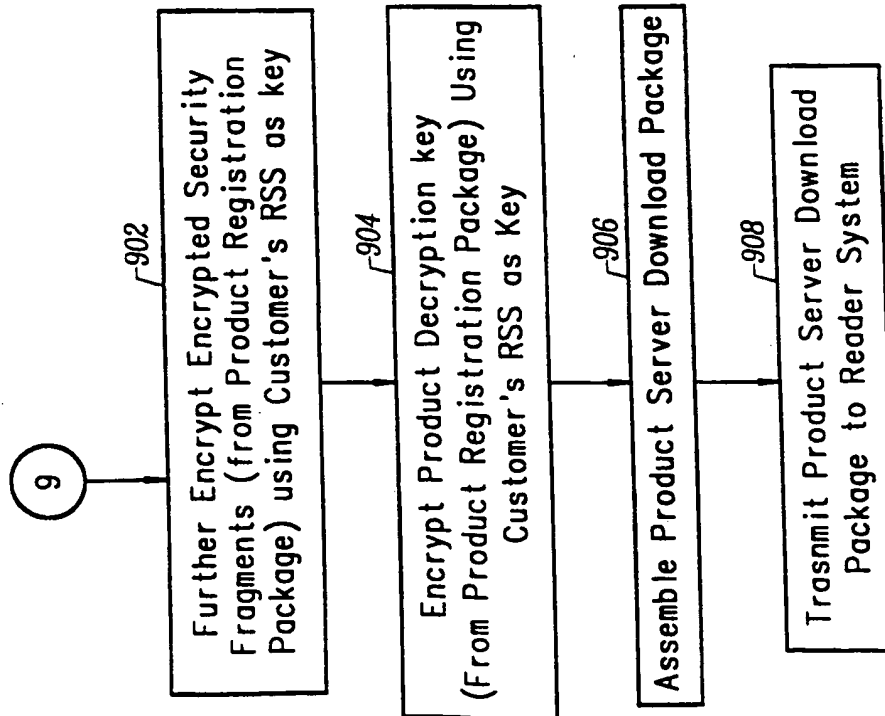 9
902
Further Encrypt Encrypted Security
Fragments (from Product Registration
Package) using Customer's RSS as key
904
Encrypt Product Decryption key
(From Product Registration Package) Using
Customer's RSS as Key
906
Assemble Product Server Download Package
908
Trasnmit Product Server Download
Package to Reader System